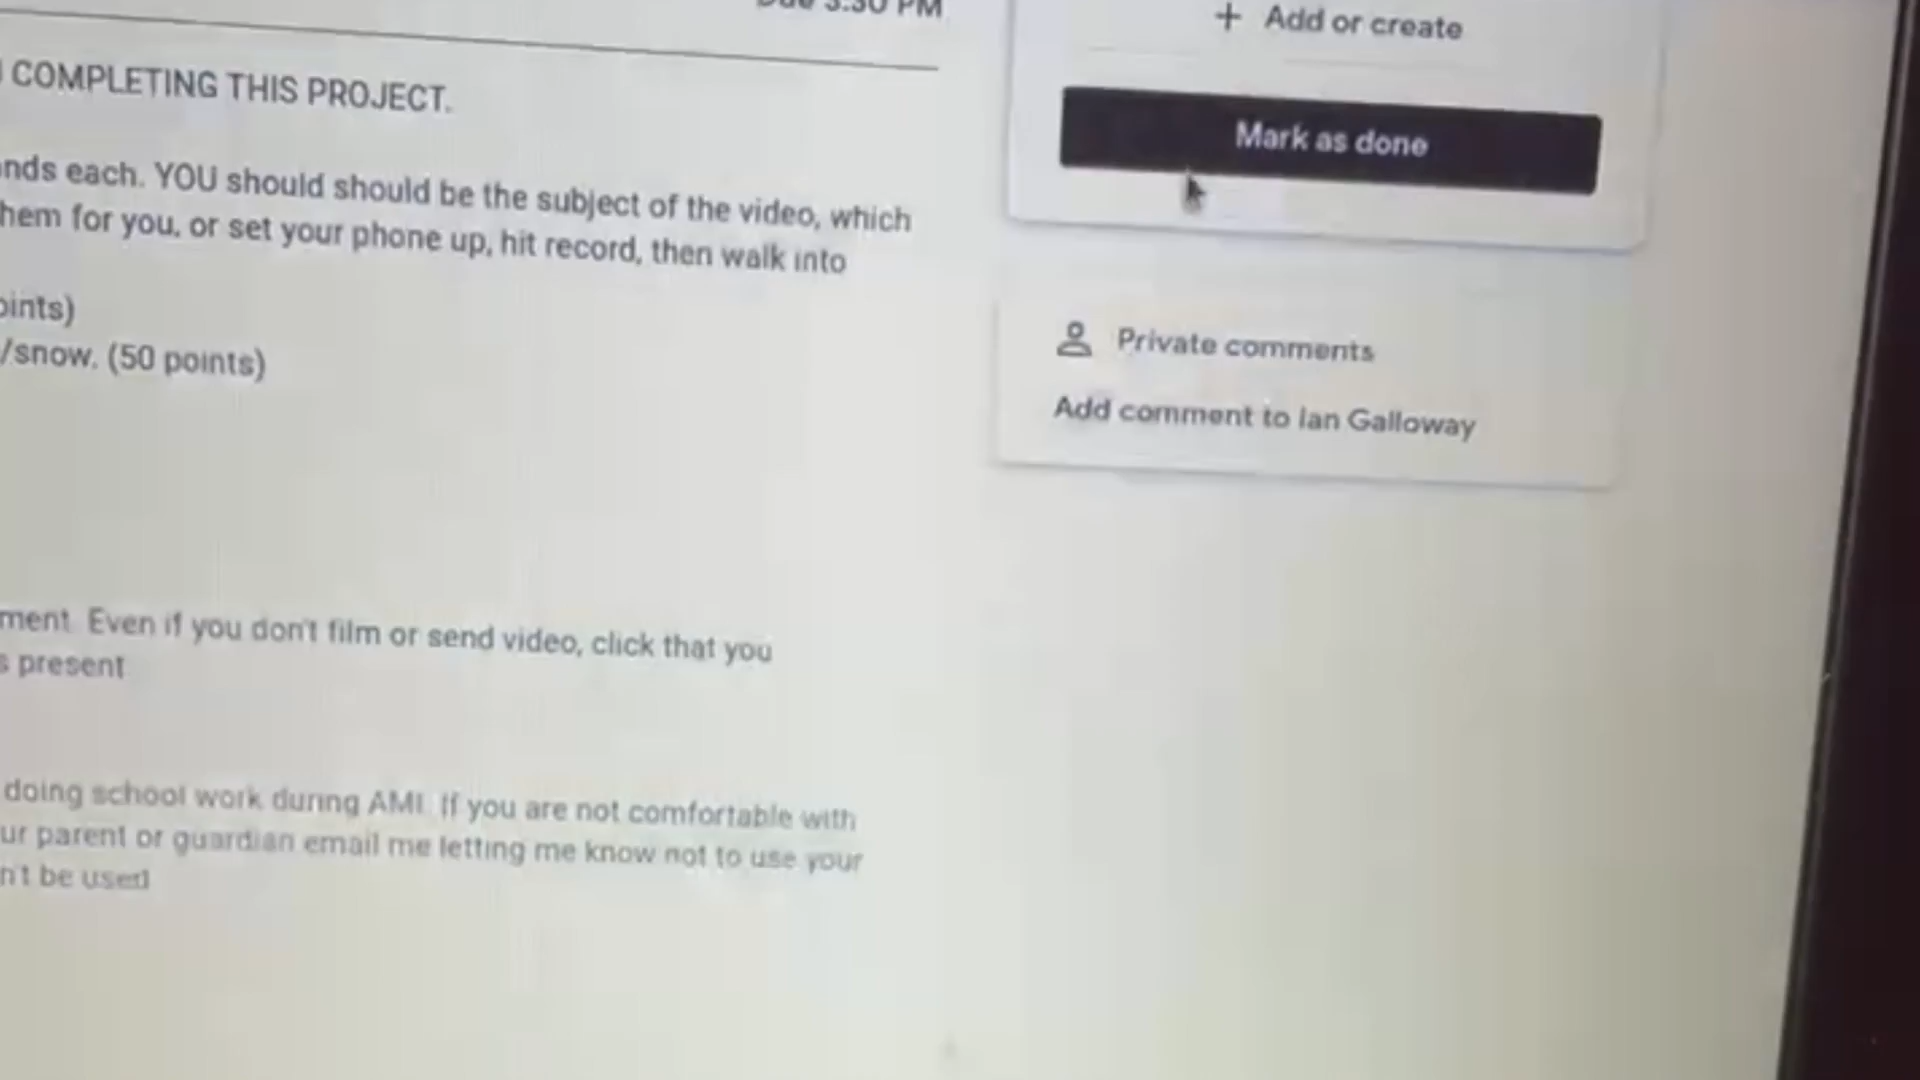 Due 3:30 PM
COMPLETING THIS PROJECT.
nds each. YOU should should be the subject of the video, which
hem for you, or set your phone up, hit record, then walk into
oints)
/snow. (50 points)
ment. Even if you don't film or send video, click that you
s present
doing school work during AMI. If you are not comfortable with
ur parent or guardian email me letting me know not to use your
n't be used
+ Add or create
Mark as done
Private comments
Add comment to Ian Galloway